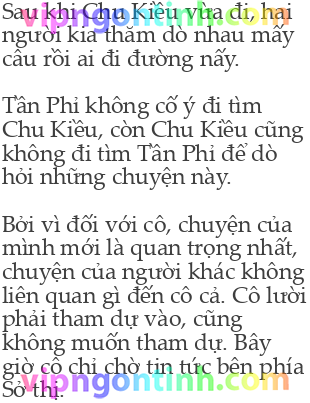 Sau khi Chu Kiều vừa đi, hai
người kia thăm dò nhau mấy
câu rồi ai đi đường nấy.
Tần Phỉ không cố ý đi tìm
Chu Kiều, còn Chu Kiều cũng
không đi tìm Tần Phỉ để dò
hỏi những chuyện này.
Bởi vì đối với cô, chuyện của
mình mới là quan trọng nhất,
chuyện của người khác không
liên quan gì đến cô cả. Cô lười
phải tham dự vào, cũng
không muốn tham dự. Bây
giờ cô chỉ chờ tin tức bên phía
Sở thị.
vipngontinh.com
vipngontinh.com